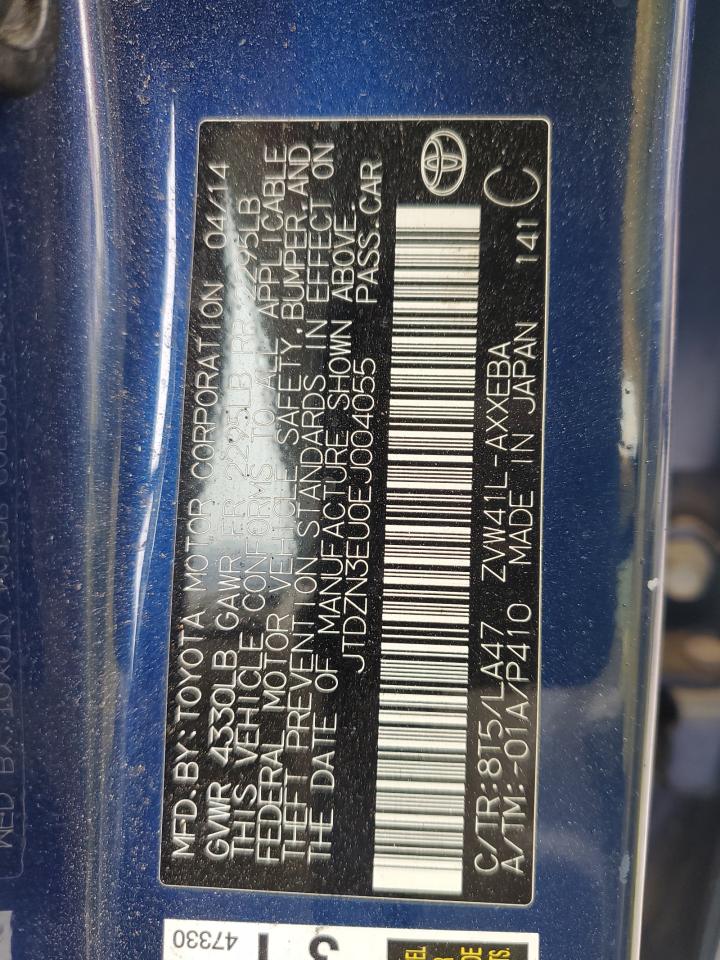 MFD.BY:TOYOTA MOTOR CORPORATION 04/14
GVWR 4330LB GAWR FR 2295LB RR 2295LB
THIS VEHICLE CONFORMS TO ALL APPLICABLE
FEDERAL MOTOR VEHICLE SAFETY,BUMPER,AND
THEFT PREVENTION STANDARDS IN EFFECT ON
THE DATE OF MANUFACTURE SHOWN ABOVE.
JTDZN3EU0EJ004055 PASS.CAR
C/TR:8T5/LA47 ZVW41L-AXXEBA 141 C
A/TM:-01A/P410 MADE IN JAPAN
47330